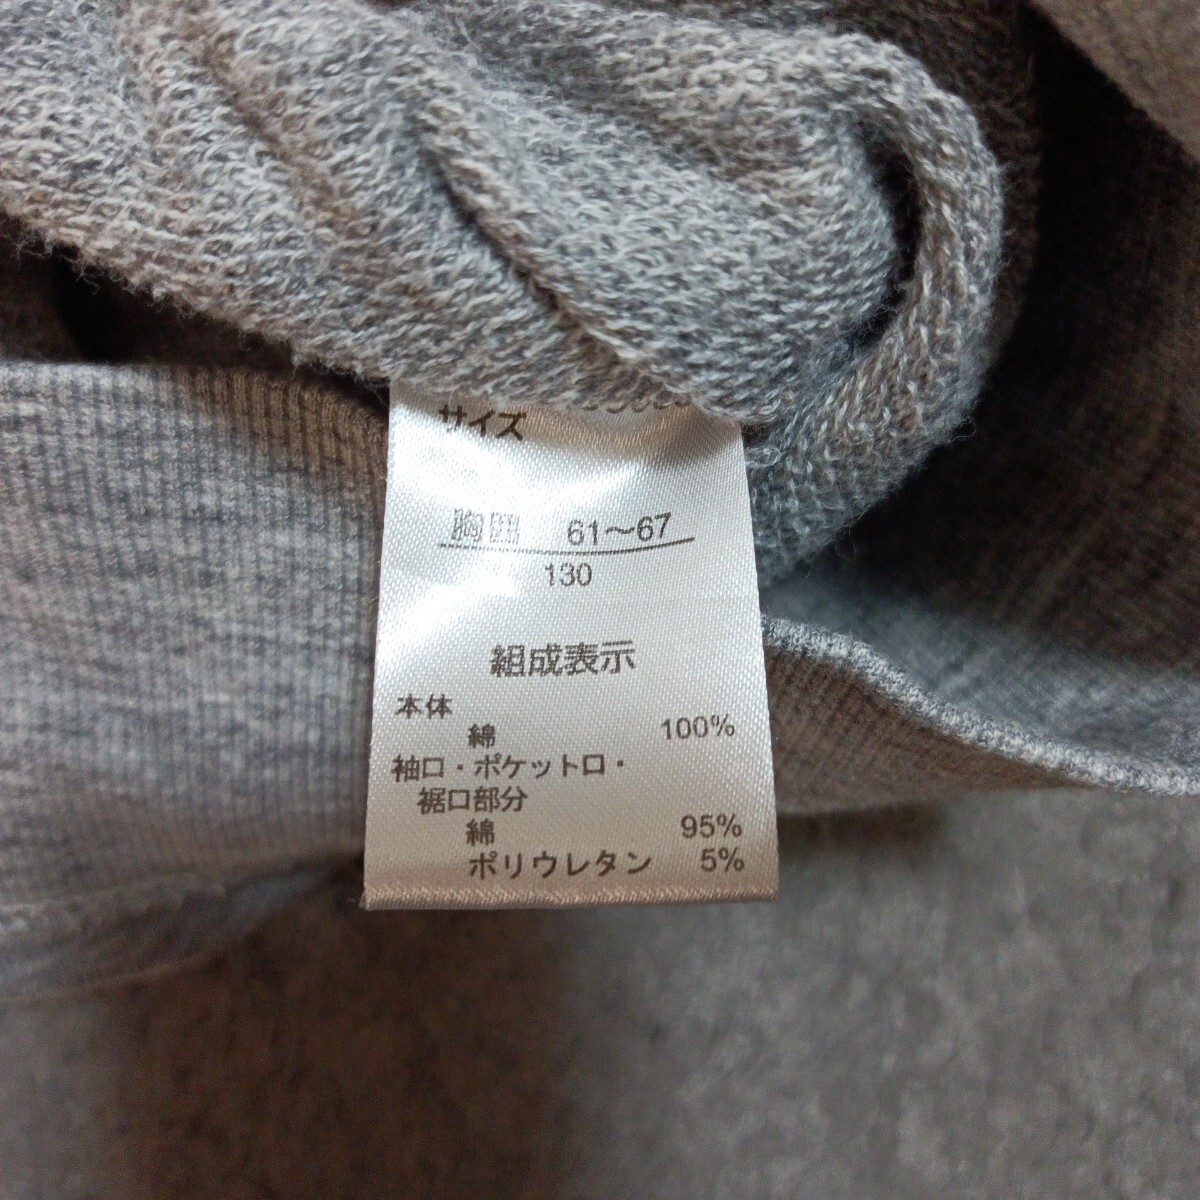 サイズ
胸囲 61～67
130
組成表示
本体
綿 100%
袖口・ポケット口・
裾口部分
綿 95%
ポリウレタン 5%